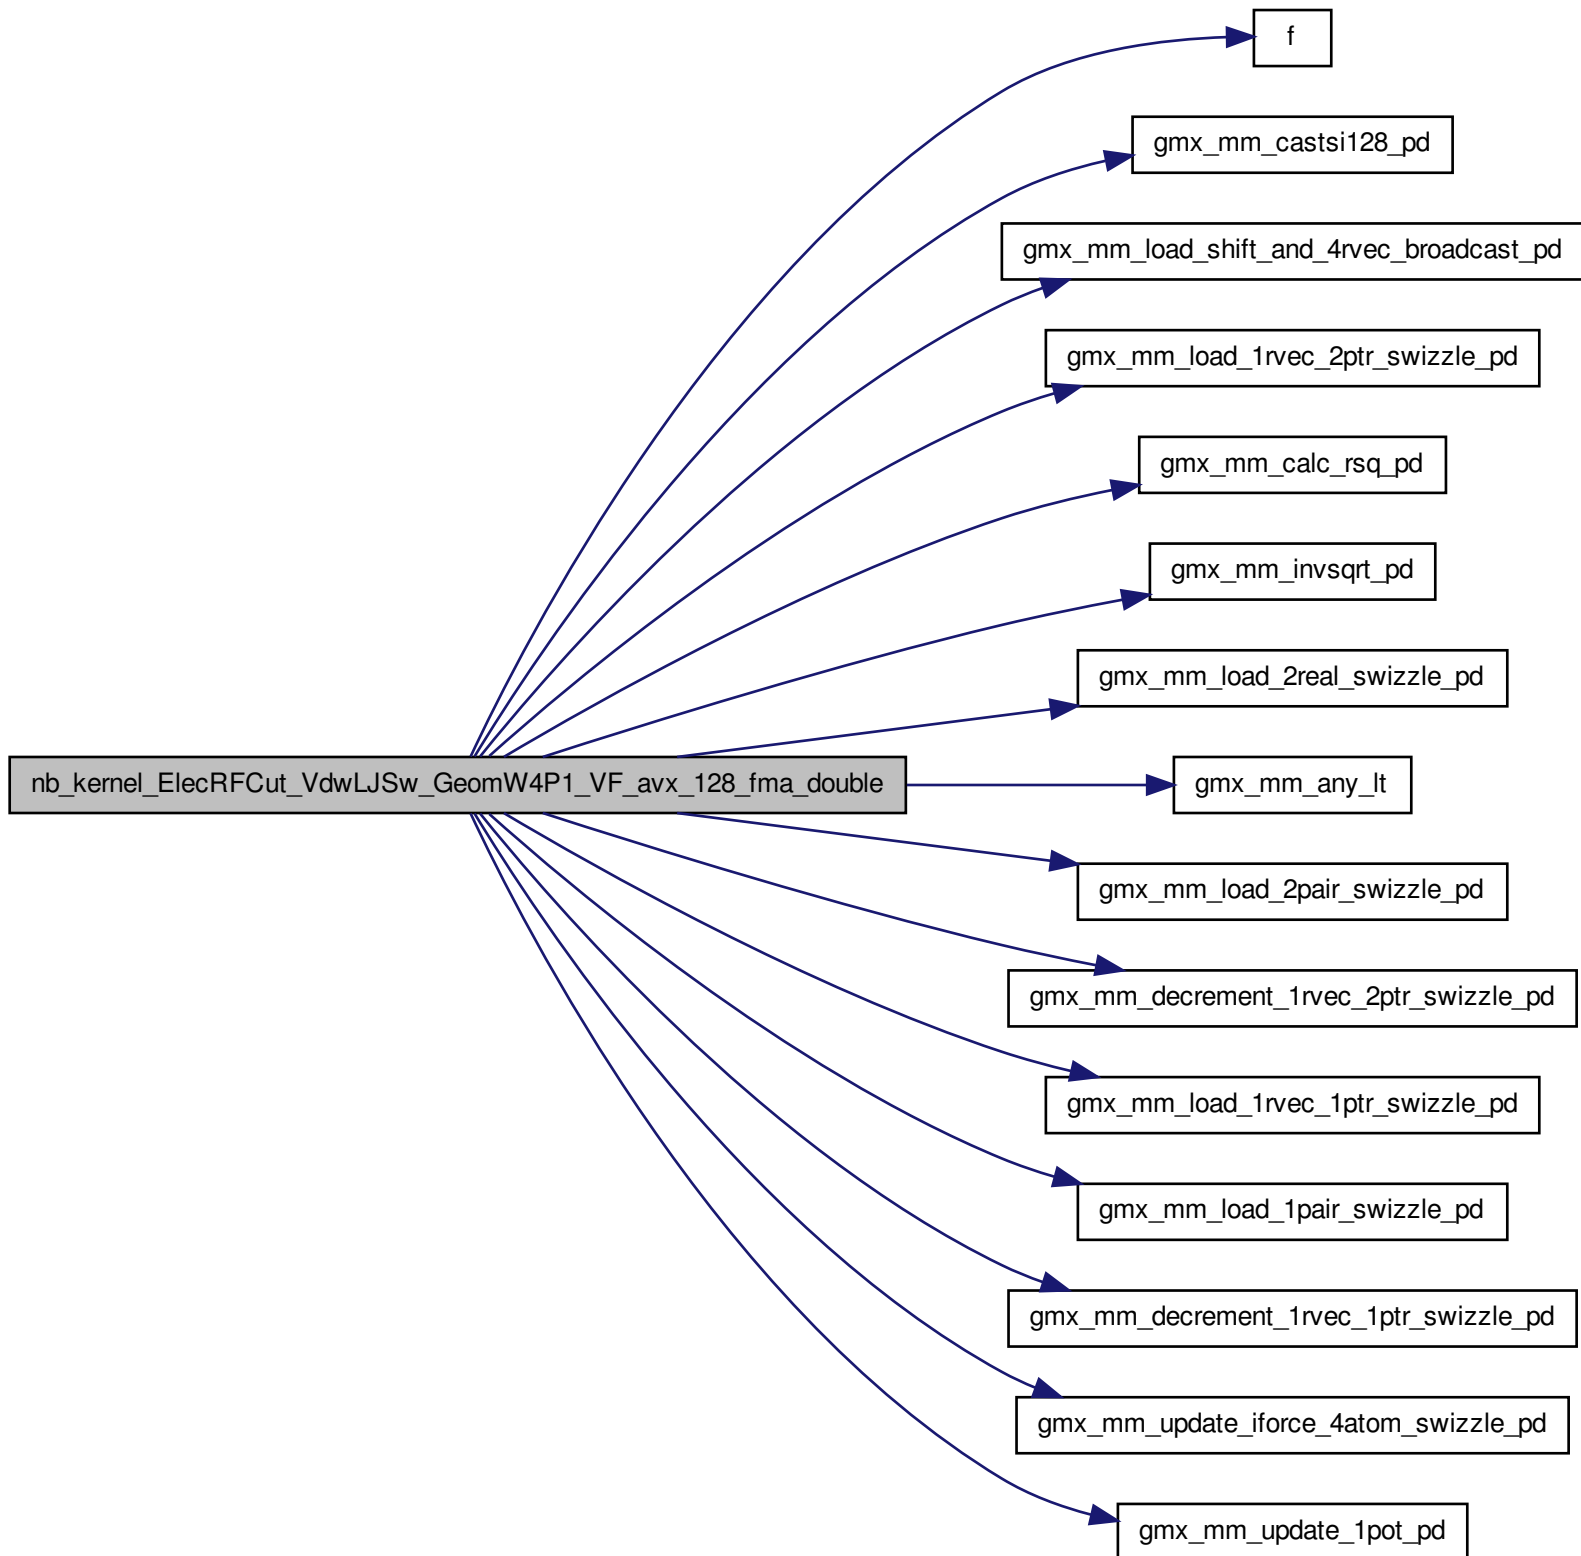 f
gmx_mm_castsi128_pd
gmx_mm_load_shift_and_4rvec_broadcast_pd
gmx_mm_load_1rvec_2ptr_swizzle_pd
gmx_mm_calc_rsq_pd
gmx_mm_invsqrt_pd
gmx_mm_load_2real_swizzle_pd
nb_kernel_ElecRFCut_VdwLJSw_GeomW4P1_VF_avx_128_fma_double
gmx_mm_any_lt
gmx_mm_load_2pair_swizzle_pd
gmx_mm_decrement_1rvec_2ptr_swizzle_pd
gmx_mm_load_1rvec_1ptr_swizzle_pd
gmx_mm_load_1pair_swizzle_pd
gmx_mm_decrement_1rvec_1ptr_swizzle_pd
gmx_mm_update_iforce_4atom_swizzle_pd
gmx_mm_update_1pot_pd